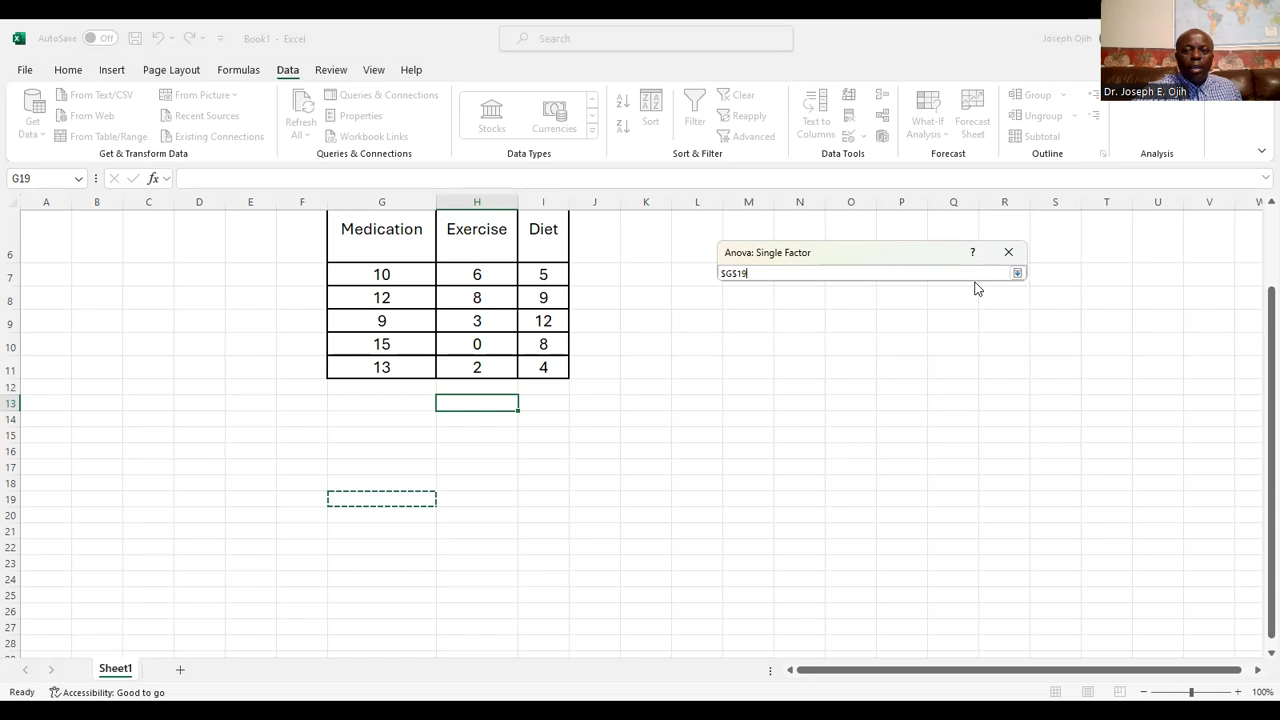 AutoSave Off Book1 - Excel Search Joseph Ojih
File Home Insert Page Layout Formulas Data Review View Help
Get Data From Text/CSV From Picture Refresh All Queries & Connections Stocks Currencies Sort Filter Clear Text to Columns What-If Analysis Forecast Sheet Group
From Web Recent Sources Properties Reapply Ungroup
From Table/Range Existing Connections Workbook Links Advanced Subtotal
Get & Transform Data Queries & Connections Data Types Sort & Filter Data Tools Forecast Outline Analysis
Dr. Joseph E. Ojih
G19 fx
A B C D E F G H I J K L M N O P Q R S T U V W
6 Medication Exercise Diet
7 10 6 5
8 12 8 9
9 9 3 12
10 15 0 8
11 13 2 4
12
13
14
15
16
17
18
19
20
21
22
23
24
25
26
27
28
Anova: Single Factor ?
$G$19
Sheet1
Ready Accessibility: Good to go 100%